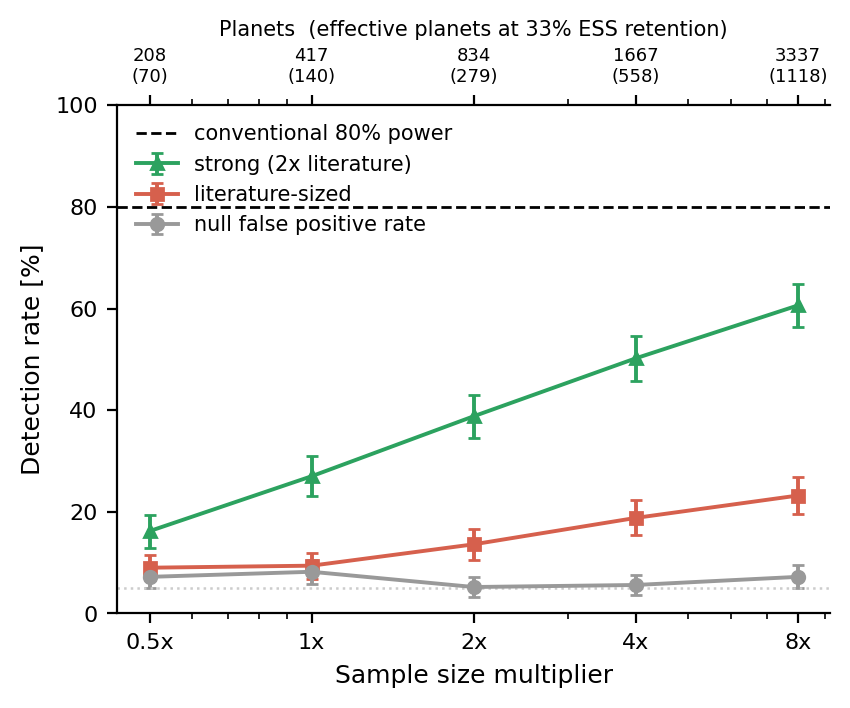 Planets  (effective planets at 33% ESS retention)
208 417 834 1667 3337
(70) (140) (279) (558) (1118)
100
80
60
40
20
0
Detection rate [%]
conventional 80% power
strong (2x literature)
literature-sized
null false positive rate
0.5x 1x 2x 4x 8x
Sample size multiplier